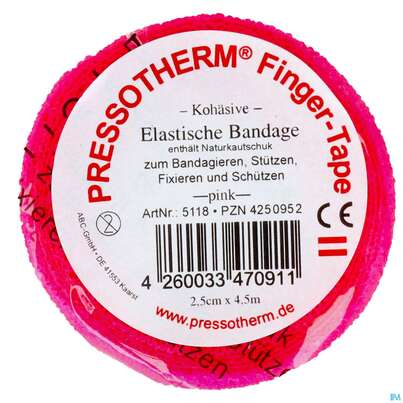 PRESSOTHERM® Finger-Tape
- Kohäsive -
Elastische Bandage
enthält Naturkautschuk
zum Bandagieren, Stützen,
Fixieren und Schützen
—pink—
ArtNr.: 5118 • PZN 4250952
CE
ABC-GmbH • DE 41553 Kaarst
4 260033 470911
2,5cm x 4,5m
www.pressotherm.de
Stützen